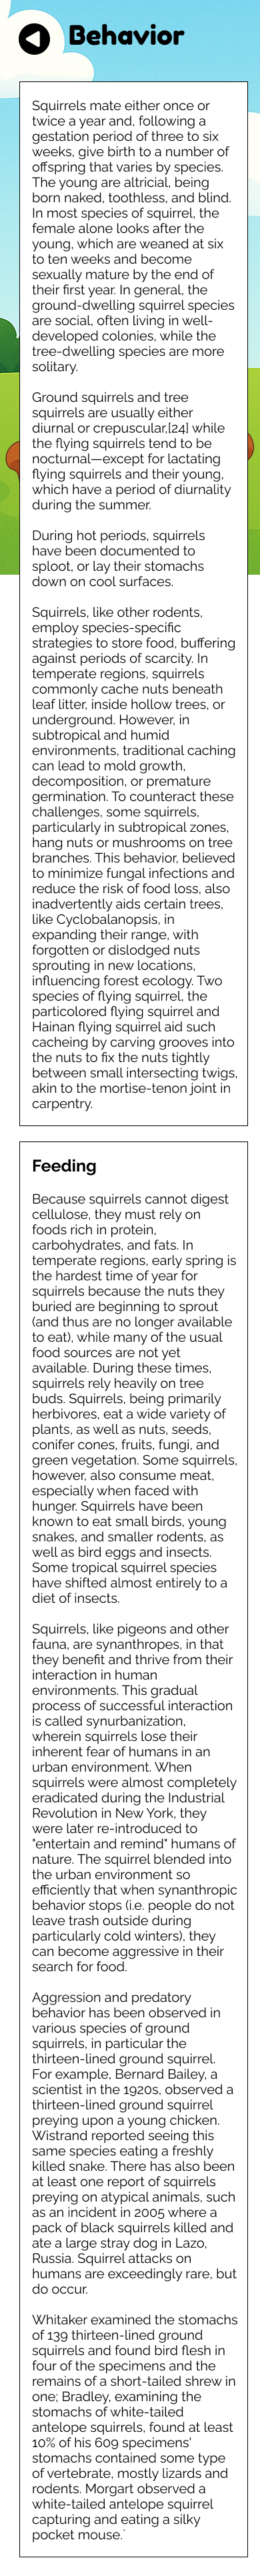 Behavior
Squirrels mate either once or
twice a year and, following a
gestation period of three to six
weeks, give birth to a number of
offspring that varies by species.
The young are altricial, being
born naked, toothless, and blind.
In most species of squirrel, the
female alone looks after the
young, which are weaned at six
to ten weeks and become
sexually mature by the end of
their first year. In general, the
ground-dwelling squirrel species
are social, often living in well-
developed colonies, while the
tree-dwelling species are more
solitary.
Ground squirrels and tree
squirrels are usually either
diurnal or crepuscular,[24] while
the flying squirrels tend to be
nocturnal—except for lactating
flying squirrels and their young,
which have a period of diurnality
during the summer.
During hot periods, squirrels
have been documented to
sploot, or lay their stomachs
down on cool surfaces.
Squirrels, like other rodents,
employ species-specific
strategies to store food, buffering
against periods of scarcity. In
temperate regions, squirrels
commonly cache nuts beneath
leaf litter, inside hollow trees, or
underground. However, in
subtropical and humid
environments, traditional caching
can lead to mold growth,
decomposition, or premature
germination. To counteract these
challenges, some squirrels,
particularly in subtropical zones,
hang nuts or mushrooms on tree
branches. This behavior, believed
to minimize fungal infections and
reduce the risk of food loss, also
inadvertently aids certain trees,
like Cyclobalanopsis, in
expanding their range, with
forgotten or dislodged nuts
sprouting in new locations,
influencing forest ecology. Two
species of flying squirrel, the
particolored flying squirrel and
Hainan flying squirrel aid such
cacheing by carving grooves into
the nuts to fix the nuts tightly
between small intersecting twigs,
akin to the mortise-tenon joint in
carpentry.
Feeding
Because squirrels cannot digest
cellulose, they must rely on
foods rich in protein,
carbohydrates, and fats. In
temperate regions, early spring is
the hardest time of year for
squirrels because the nuts they
buried are beginning to sprout
(and thus are no longer available
to eat), while many of the usual
food sources are not yet
available. During these times,
squirrels rely heavily on tree
buds. Squirrels, being primarily
herbivores, eat a wide variety of
plants, as well as nuts, seeds,
conifer cones, fruits, fungi, and
green vegetation. Some squirrels,
however, also consume meat,
especially when faced with
hunger. Squirrels have been
known to eat small birds, young
snakes, and smaller rodents, as
well as bird eggs and insects.
Some tropical squirrel species
have shifted almost entirely to a
diet of insects.
Squirrels, like pigeons and other
fauna, are synanthropes, in that
they benefit and thrive from their
interaction in human
environments. This gradual
process of successful interaction
is called synurbanization,
wherein squirrels lose their
inherent fear of humans in an
urban environment. When
squirrels were almost completely
eradicated during the Industrial
Revolution in New York, they
were later re-introduced to
"entertain and remind" humans of
nature. The squirrel blended into
the urban environment so
efficiently that when synanthropic
behavior stops (i.e. people do not
leave trash outside during
particularly cold winters), they
can become aggressive in their
search for food.
Aggression and predatory
behavior has been observed in
various species of ground
squirrels, in particular the
thirteen-lined ground squirrel.
For example, Bernard Bailey, a
scientist in the 1920s, observed a
thirteen-lined ground squirrel
preying upon a young chicken.
Wistrand reported seeing this
same species eating a freshly
killed snake. There has also been
at least one report of squirrels
preying on atypical animals, such
as an incident in 2005 where a
pack of black squirrels killed and
ate a large stray dog in Lazo,
Russia. Squirrel attacks on
humans are exceedingly rare, but
do occur.
Whitaker examined the stomachs
of 139 thirteen-lined ground
squirrels and found bird flesh in
four of the specimens and the
remains of a short-tailed shrew in
one; Bradley, examining the
stomachs of white-tailed
antelope squirrels, found at least
10% of his 609 specimens'
stomachs contained some type
of vertebrate, mostly lizards and
rodents. Morgart observed a
white-tailed antelope squirrel
capturing and eating a silky
pocket mouse.`